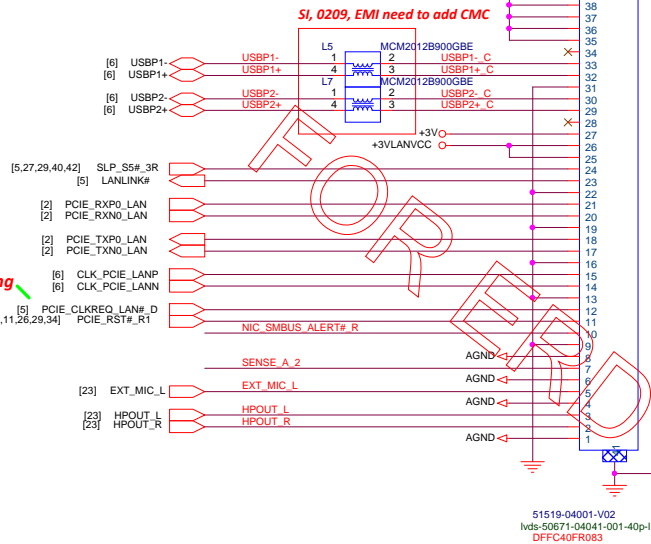 SI, 0209, EMI need to add CMC
38
37
36
35
34
33
32
31
30
29
28
27
26
25
24
23
22
21
20
19
18
17
16
15
14
13
12
11
10
9
8
7
6
5
4
3
2
1
L5 MCM2012B900GBE
[6] USBP1- USBP1- 1 2 USBP1-_C
[6] USBP1+ USBP1+ 4 3 USBP1+_C
L7 MCM2012B900GBE
[6] USBP2- USBP2- 1 2 USBP2-_C
[6] USBP2+ USBP2+ 4 3 USBP2+_C
+3V
+3VLANVCC
[5,27,29,40,42] SLP_S5#_3R
[5] LANLINK#
[2] PCIE_RXP0_LAN
[2] PCIE_RXN0_LAN
[2] PCIE_TXP0_LAN
[2] PCIE_TXN0_LAN
[6] CLK_PCIE_LANP
[6] CLK_PCIE_LANN
[5] PCIE_CLKREQ_LAN#_D
,11,26,29,34] PCIE_RST#_R1
NIC_SMBUS_ALERT#_R
AGND
SENSE_A_2
AGND
[23] EXT_MIC_L EXT_MIC_L
AGND
[23] HPOUT_L HPOUT_L
[23] HPOUT_R HPOUT_R
AGND
FOR
ERD
51519-04001-V02
lvds-50671-04041-001-40p-l
DFFC40FR083